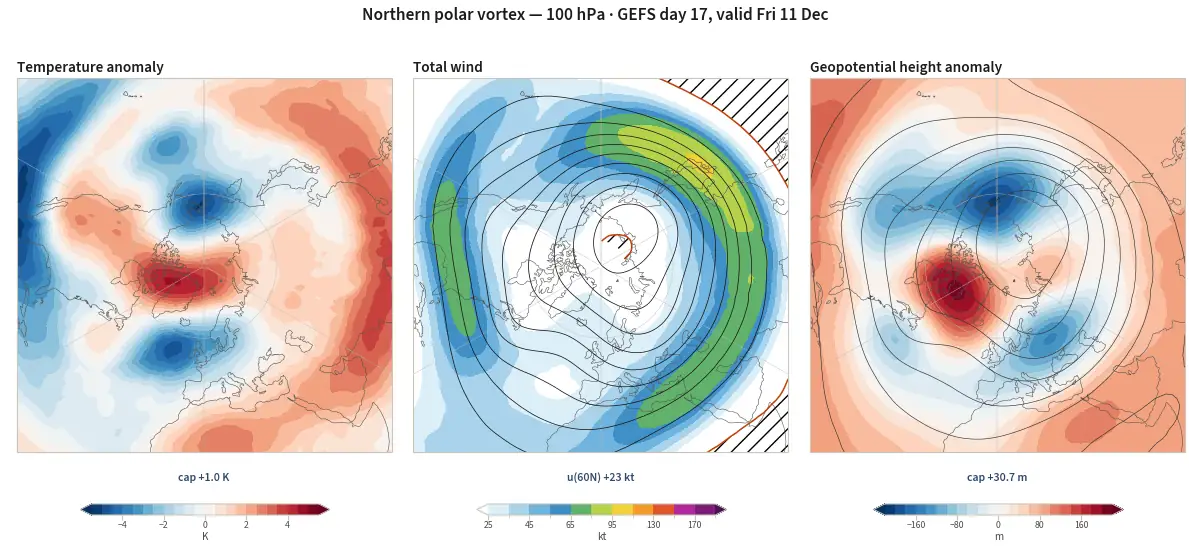 Northern polar vortex — 100 hPa · GEFS day 17, valid Fri 11 Dec
Temperature anomaly
Total wind
Geopotential height anomaly
cap +1.0 K
u(60N) +23 kt
cap +30.7 m
−4 −2 0 2 4
K
25 45 65 95 130 170
kt
−160 −80 0 80 160
m